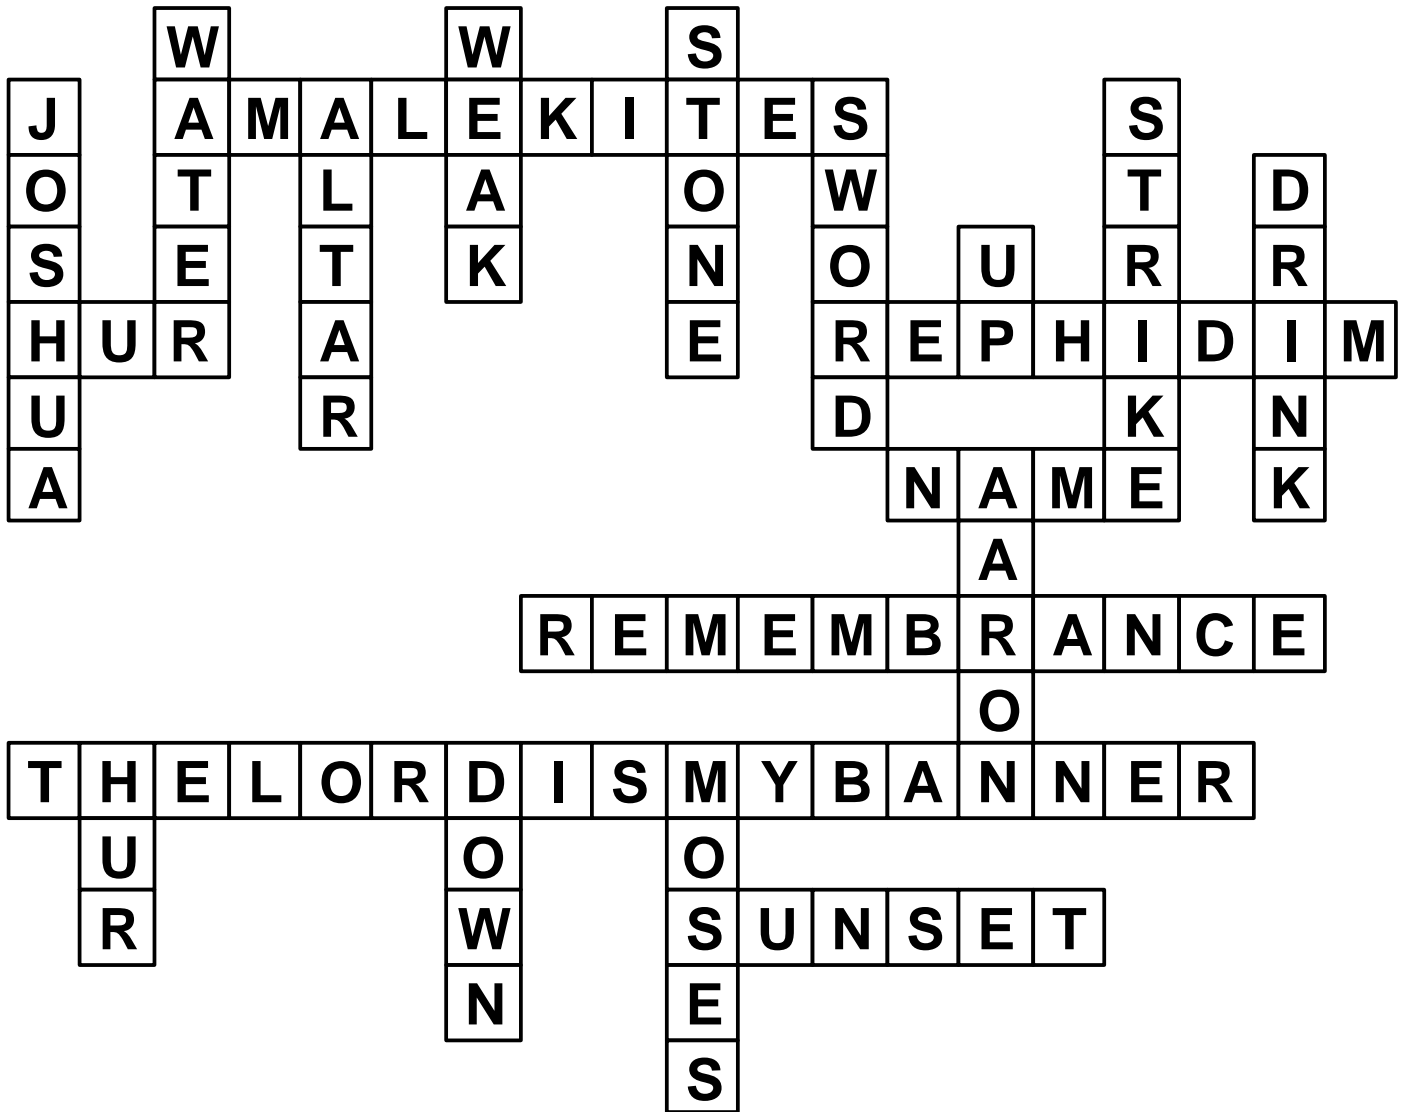 W W S
J AMALEKITES S
O T L A O W T D
S E T K N O U R R
HUR A E REPHIDIM
U R D K N
A NAME K
A
REMEMBRANCE
O
THELORDISMYBANNER
U O O
R W SUNSET
N E
S